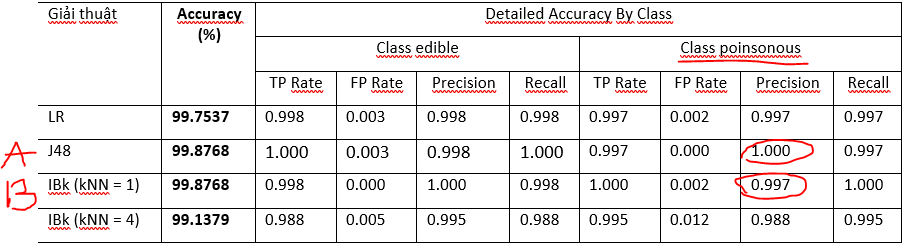 Giải thuật Accuracy (%) Detailed Accuracy By Class
Class edible Class poinsonous
TP Rate FP Rate Precision Recall TP Rate FP Rate Precision Recall
LR 99.7537 0.998 0.003 0.998 0.998 0.997 0.002 0.997 0.997
A J48 99.8768 1.000 0.003 0.998 1.000 0.997 0.000 1.000 0.997
B IBk (kNN = 1) 99.8768 0.998 0.000 1.000 0.998 1.000 0.002 0.997 1.000
IBk (kNN = 4) 99.1379 0.988 0.005 0.995 0.988 0.995 0.012 0.988 0.995